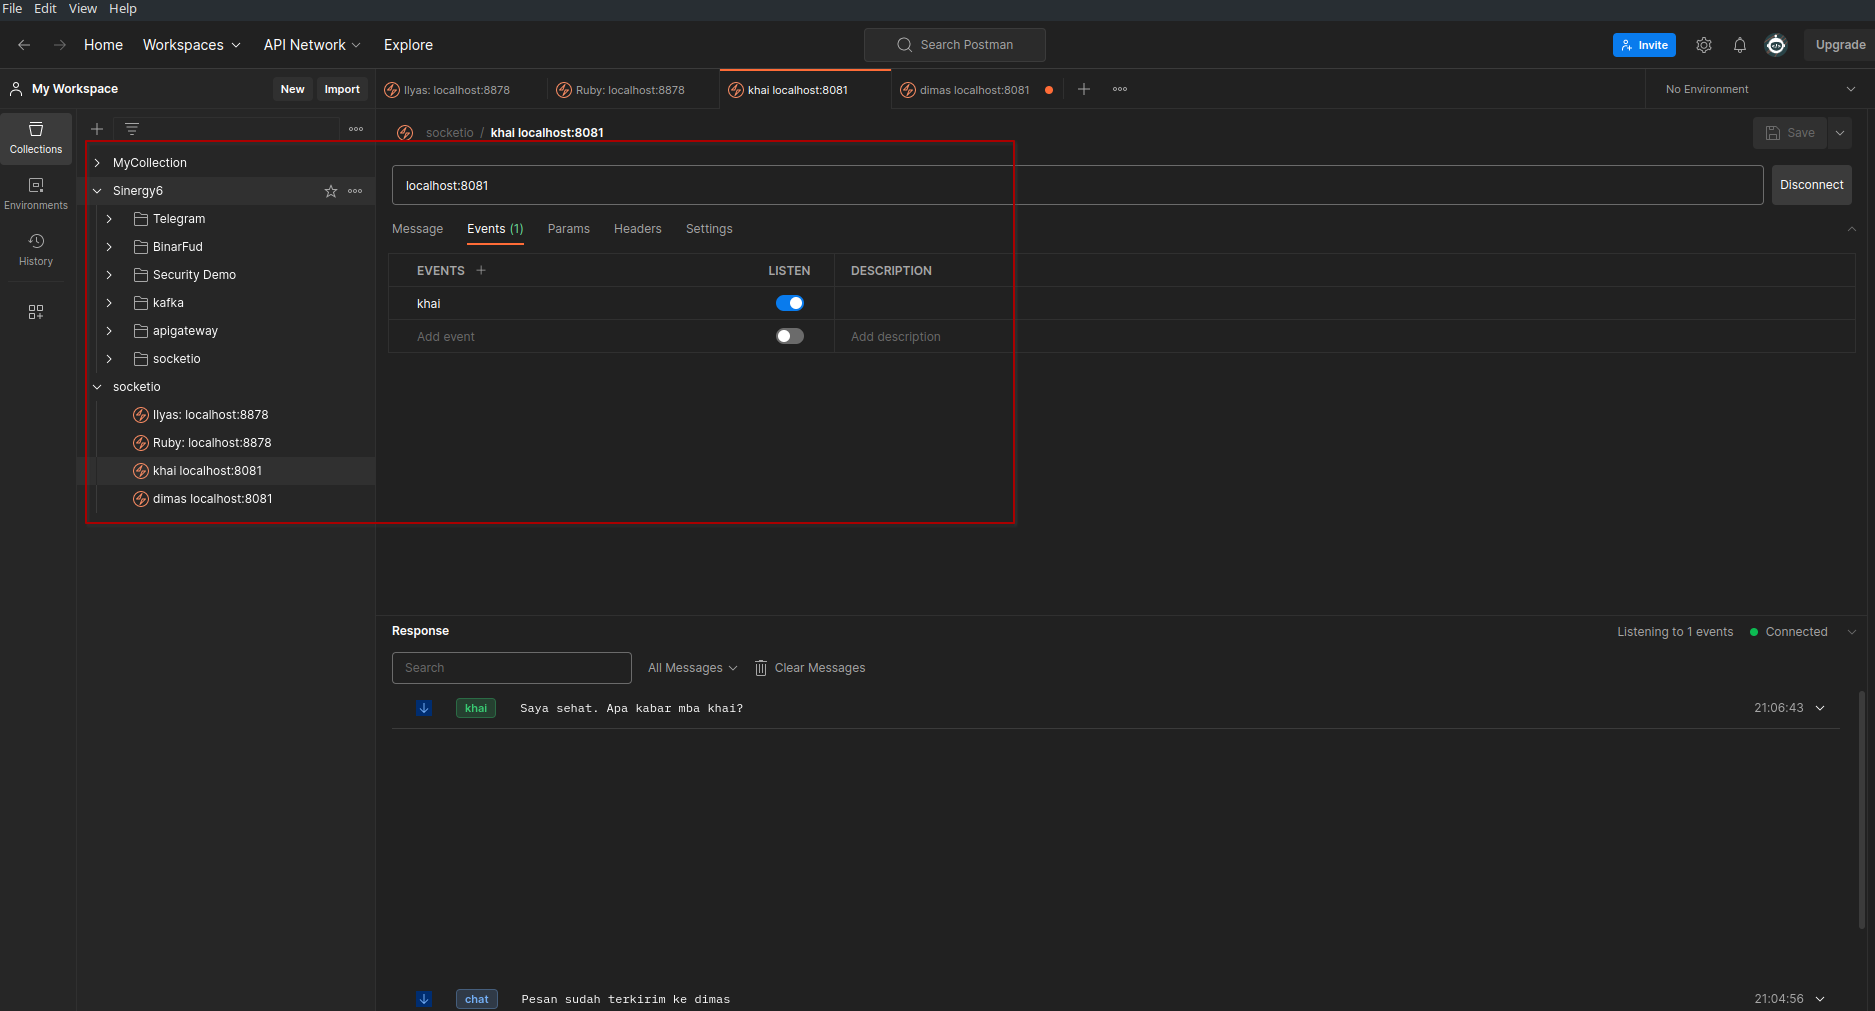 File Edit View Help
Home Workspaces API Network Explore Search Postman Invite Upgrade
My Workspace New Import
Ilyas: localhost:8878 Ruby: localhost:8878 khai localhost:8081 dimas localhost:8081 No Environment
Collections
Environments
History
MyCollection
Sinergy6
Telegram
BinarFud
Security Demo
kafka
apigateway
socketio
socketio
Ilyas: localhost:8878
Ruby: localhost:8878
khai localhost:8081
dimas localhost:8081
socketio / khai localhost:8081 Save
localhost:8081 Disconnect
Message Events (1) Params Headers Settings
EVENTS LISTEN DESCRIPTION
khai
Add event Add description
Response Listening to 1 events Connected
Search All Messages Clear Messages
khai Saya sehat. Apa kabar mba khai? 21:06:43
chat Pesan sudah terkirim ke dimas 21:04:56